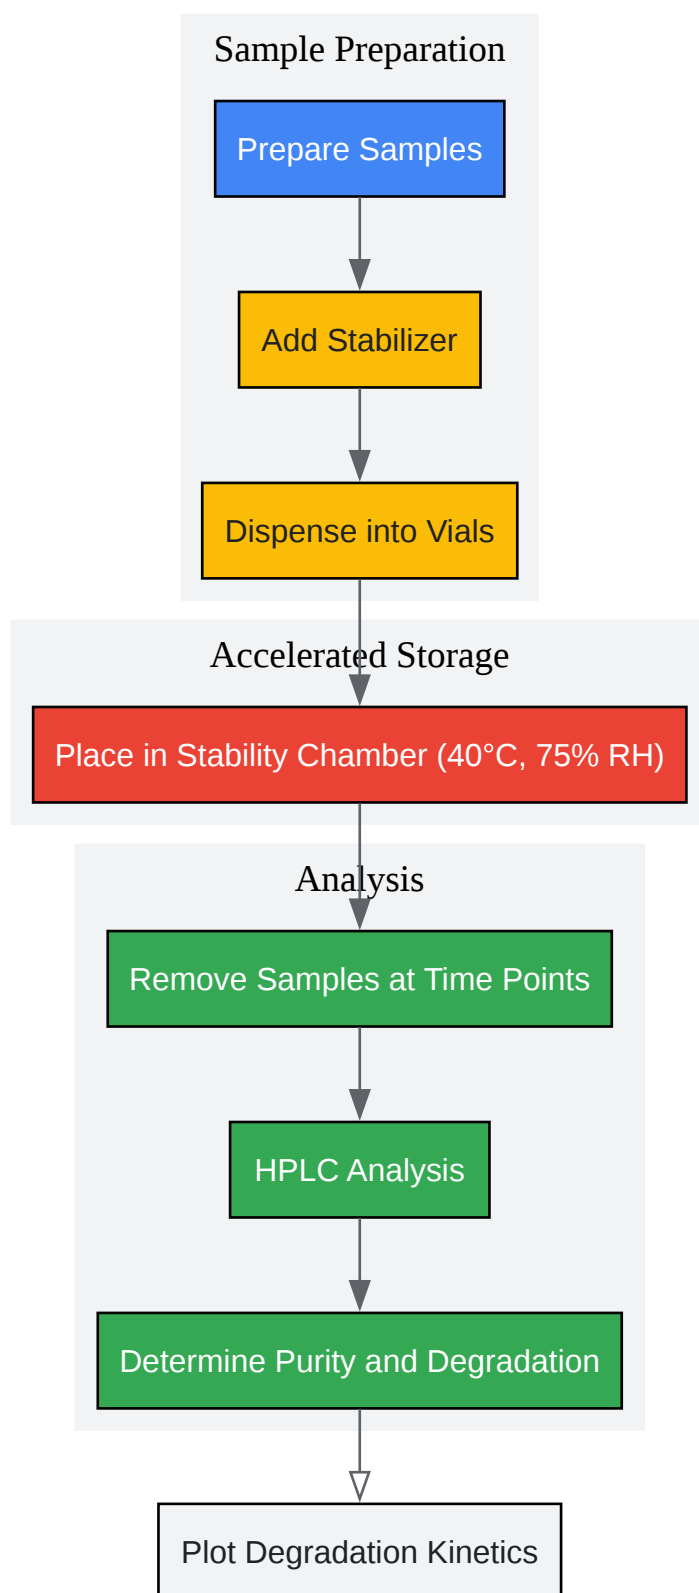 Sample Preparation
Prepare Samples
Add Stabilizer
Dispense into Vials
Accelerated Storage
Place in Stability Chamber (40°C, 75% RH)
Analysis
Remove Samples at Time Points
HPLC Analysis
Determine Purity and Degradation
Plot Degradation Kinetics